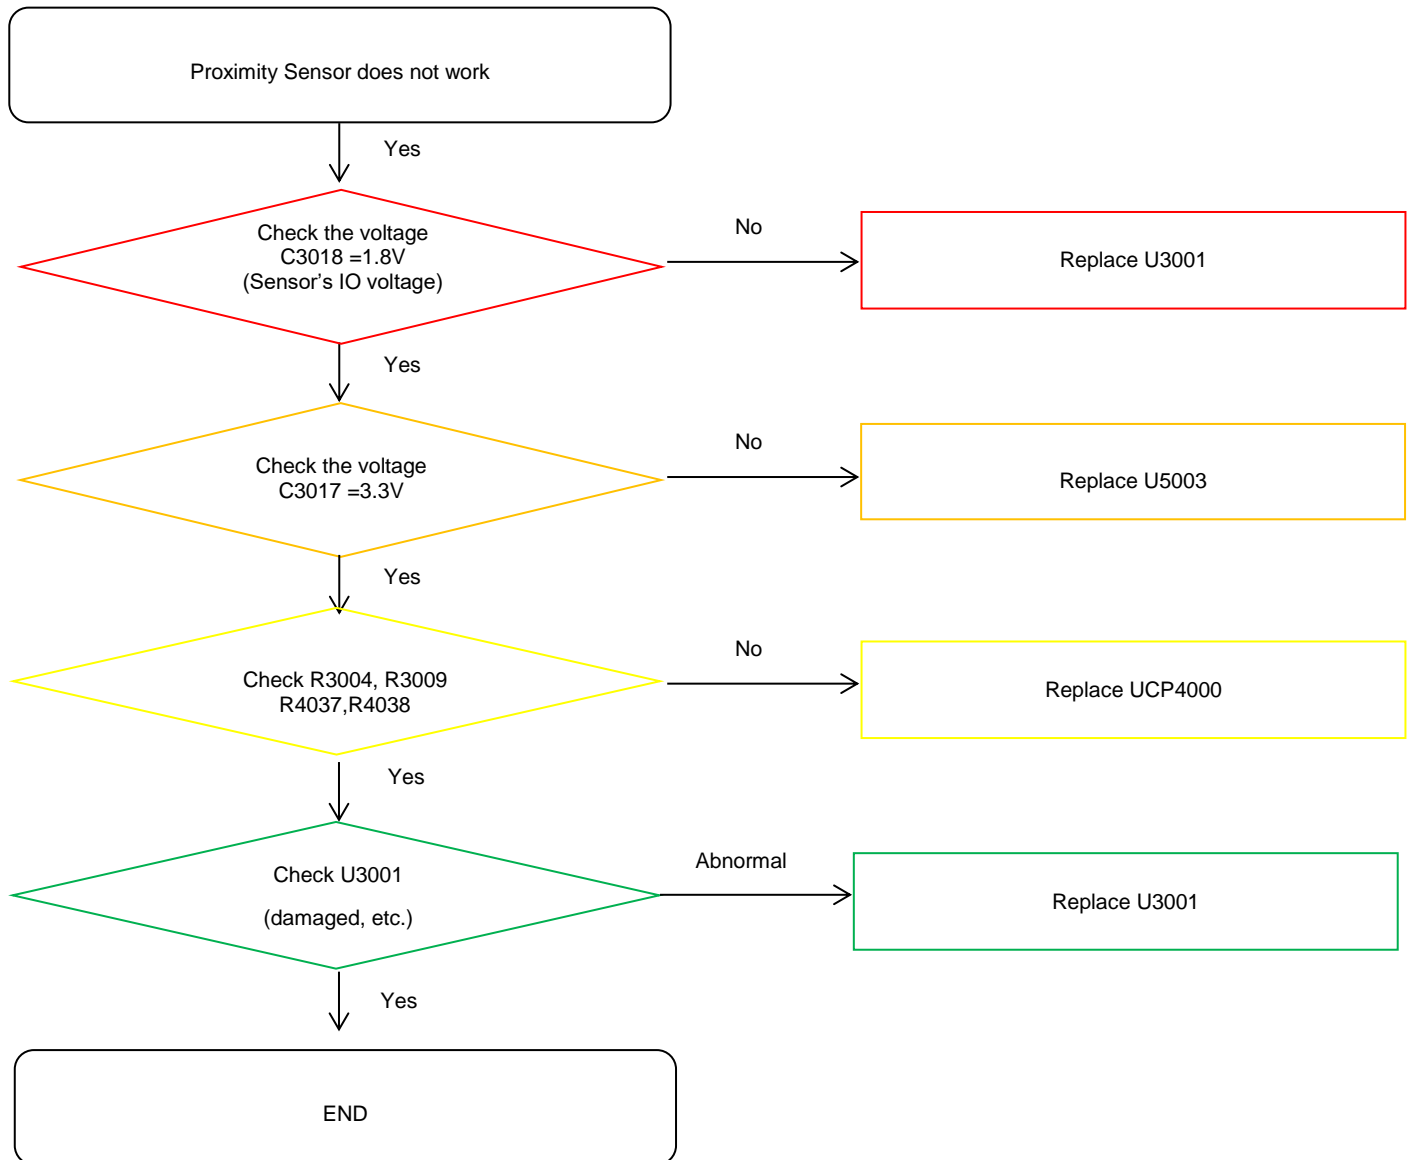 Proximity Sensor does not work
Yes
Check the voltage
C3018 =1.8V
(Sensor's IO voltage)
No
Replace U3001
Yes
Check the voltage
C3017 =3.3V
No
Replace U5003
Yes
Check R3004, R3009
R4037,R4038
No
Replace UCP4000
Yes
Check U3001
(damaged, etc.)
Abnormal
Replace U3001
Yes
END